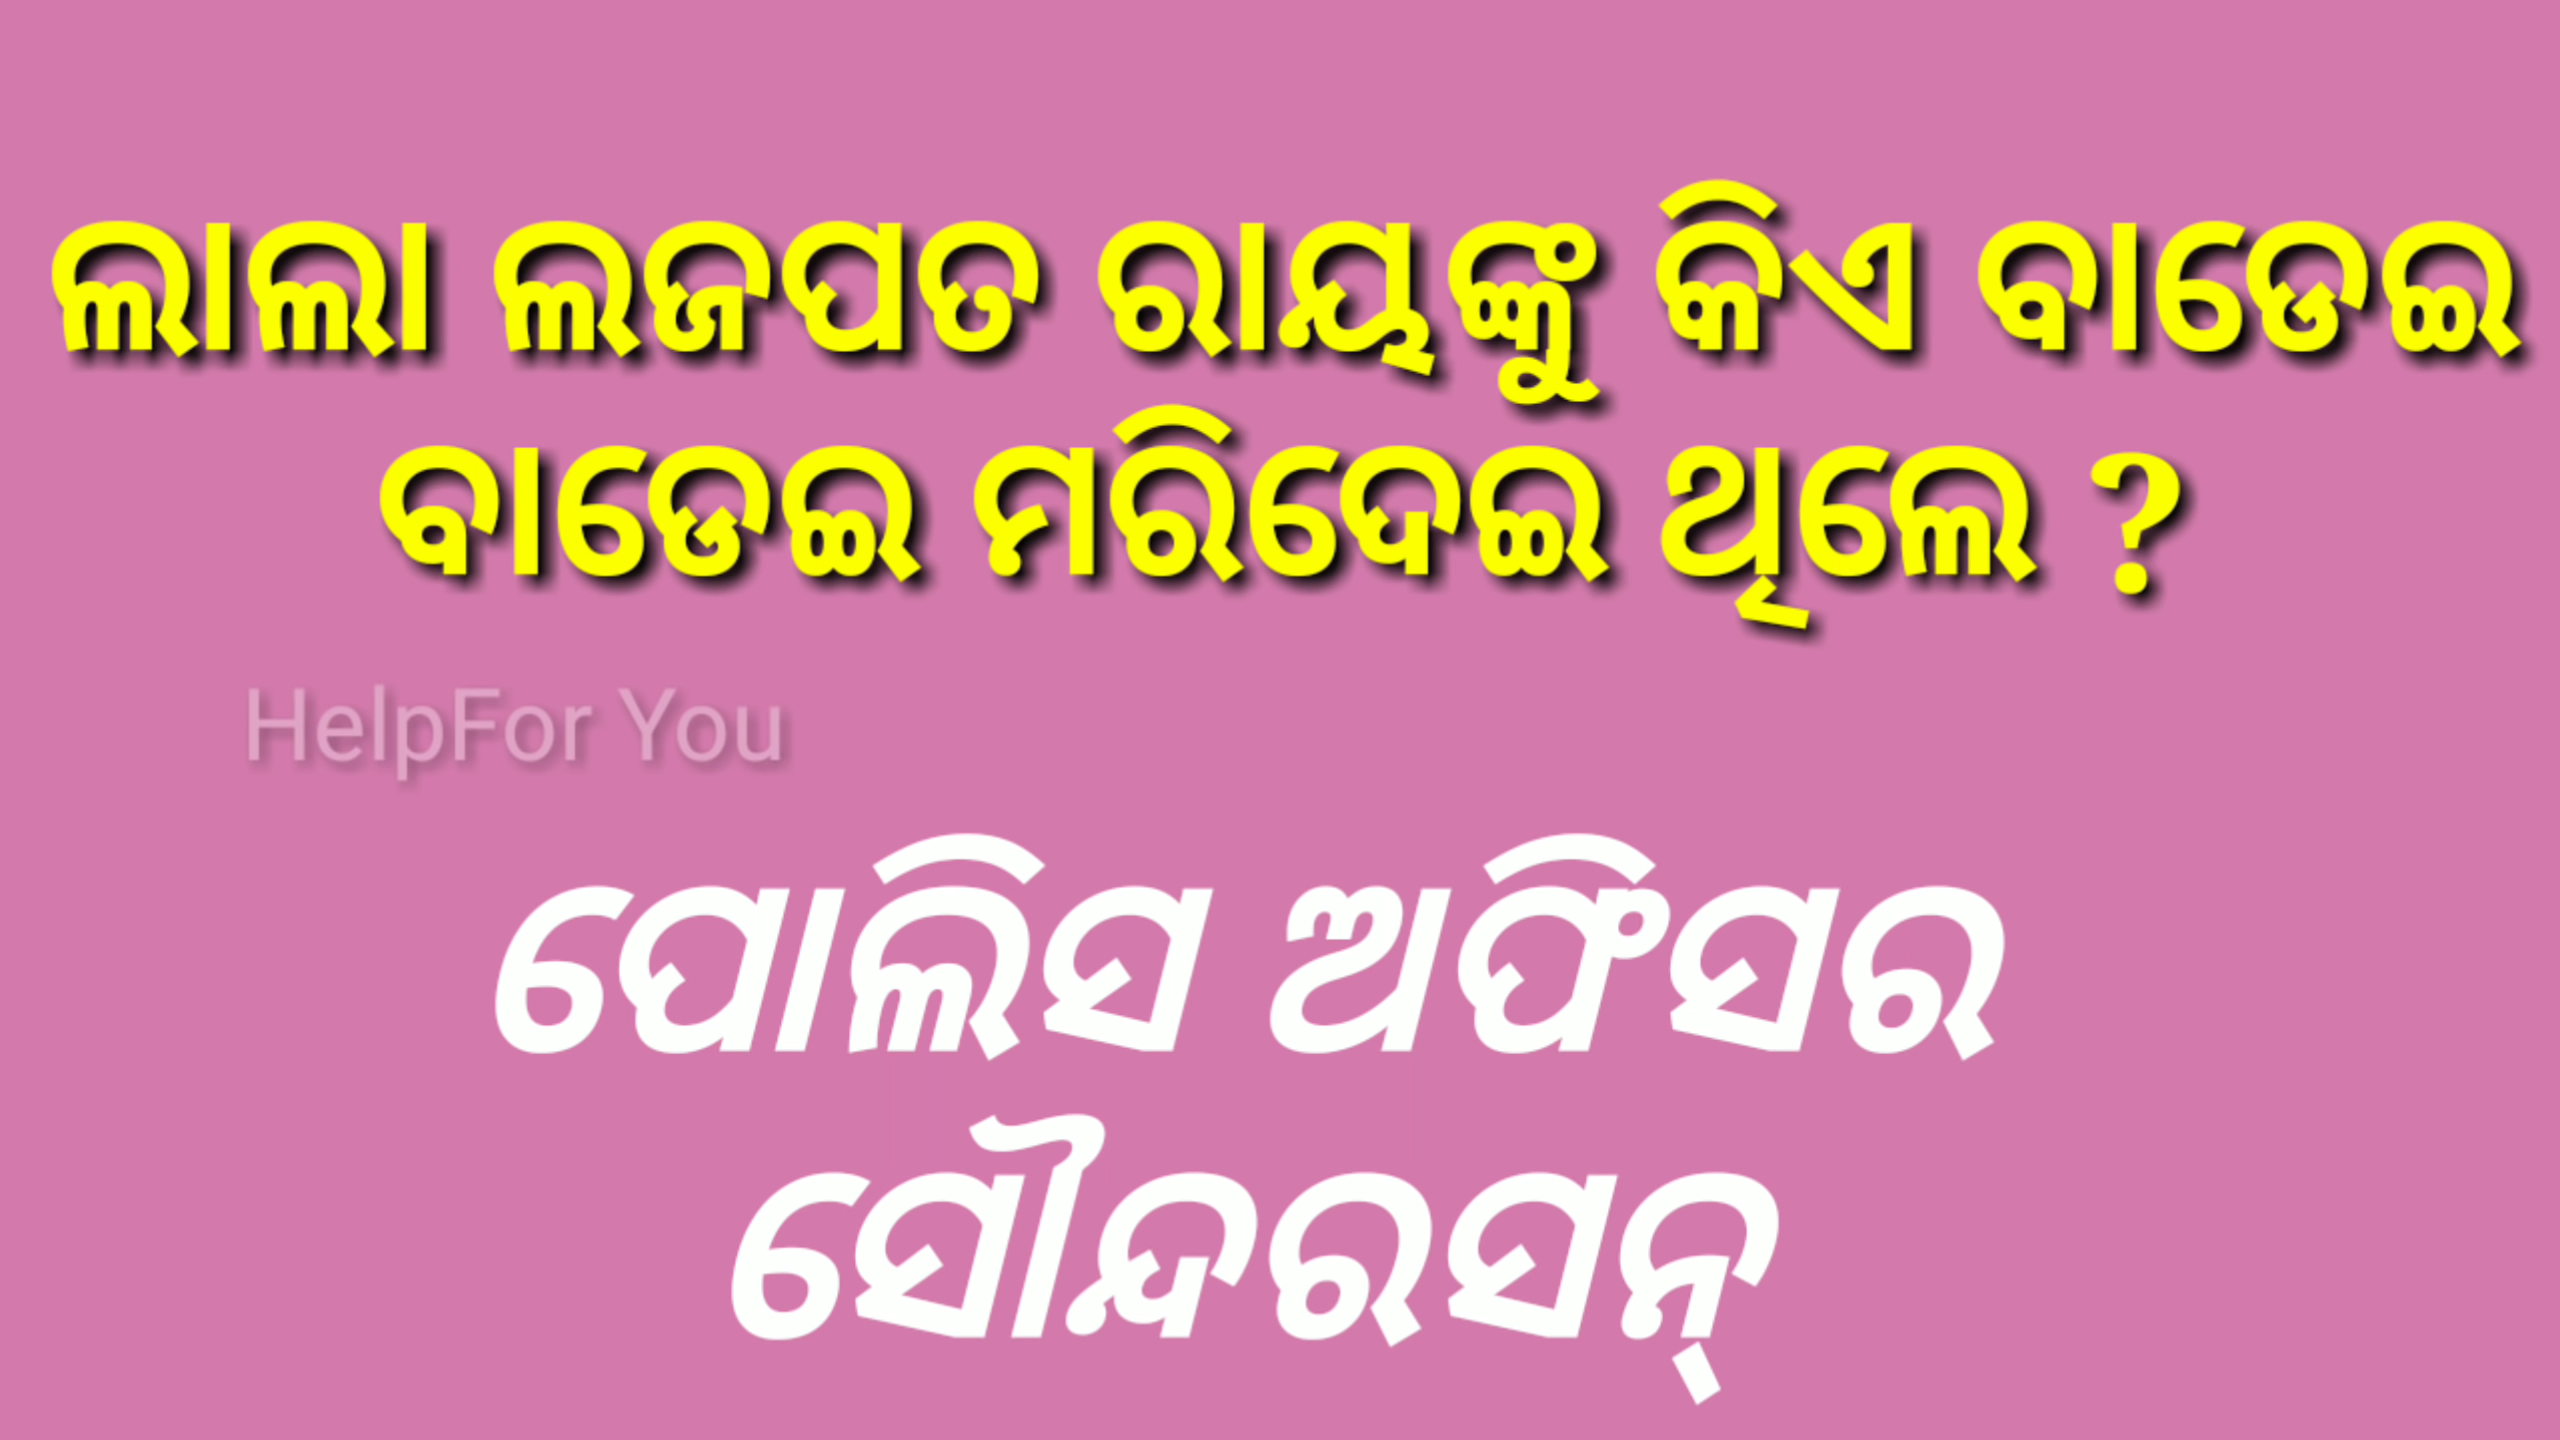 ଲାଲା ଲଜପତ ରାୟଙ୍କୁ କିଏ ବାଡେଇ
ବାଡେଇ ମରିଦେଇ ଥିଲେ ?
HelpFor You
ପୋଲିସ ଅଫିସର
ସୌନ୍ଦରସନ୍